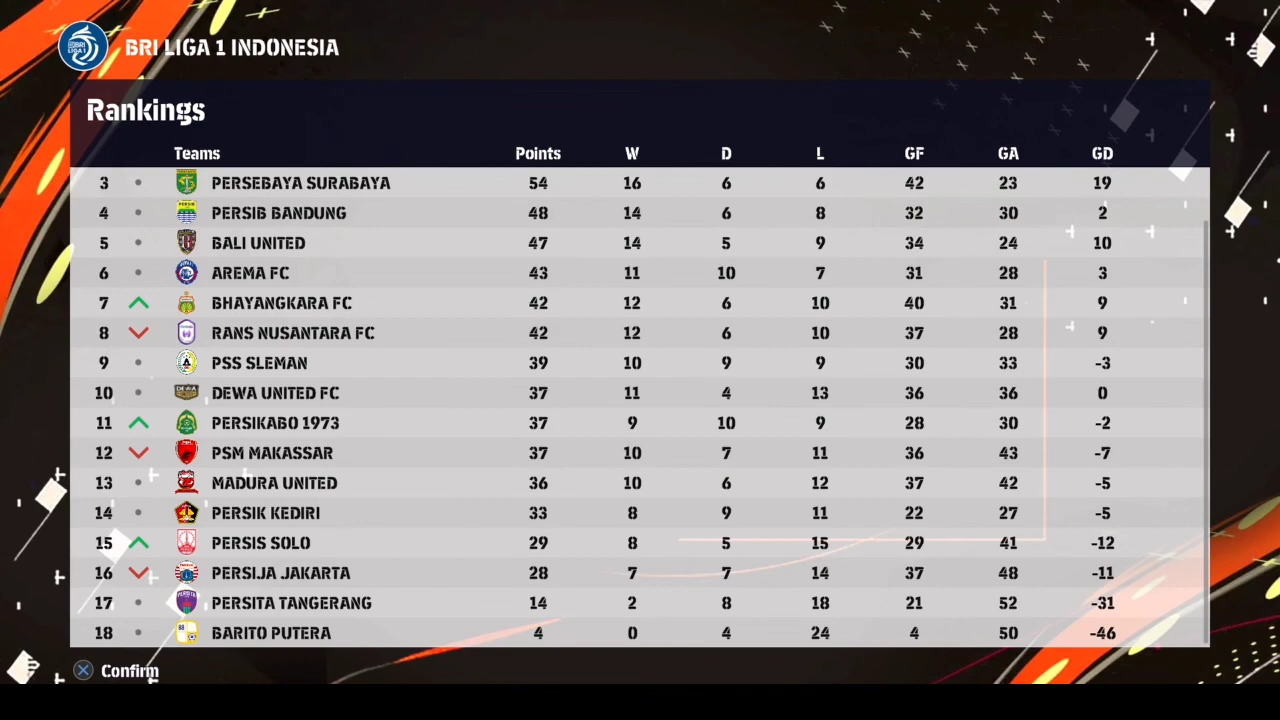 BRI LIGA 1 INDONESIA
Rankings
Teams Points W D L GF GA GD
3 PERSEBAYA SURABAYA 54 16 6 6 42 23 19
4 PERSIB BANDUNG 48 14 6 8 32 30 2
5 BALI UNITED 47 14 5 9 34 24 10
6 AREMA FC 43 11 10 7 31 28 3
7 BHAYANGKARA FC 42 12 6 10 40 31 9
8 RANS NUSANTARA FC 42 12 6 10 37 28 9
9 PSS SLEMAN 39 10 9 9 30 33 -3
10 DEWA UNITED FC 37 11 4 13 36 36 0
11 PERSIKABO 1973 37 9 10 9 28 30 -2
12 PSM MAKASSAR 37 10 7 11 36 43 -7
13 MADURA UNITED 36 10 6 12 37 42 -5
14 PERSIK KEDIRI 33 8 9 11 22 27 -5
15 PERSIS SOLO 29 8 5 15 29 41 -12
16 PERSIJA JAKARTA 28 7 7 14 37 48 -11
17 PERSITA TANGERANG 14 2 8 18 21 52 -31
18 BARITO PUTERA 4 0 4 24 4 50 -46
Confirm